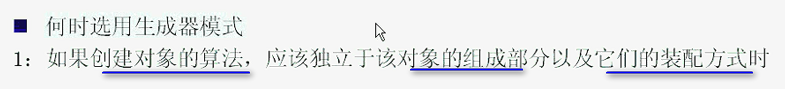 ■ 何时选用生成器模式
1：如果创建对象的算法，应该独立于该对象的组成部分以及它们的装配方式时